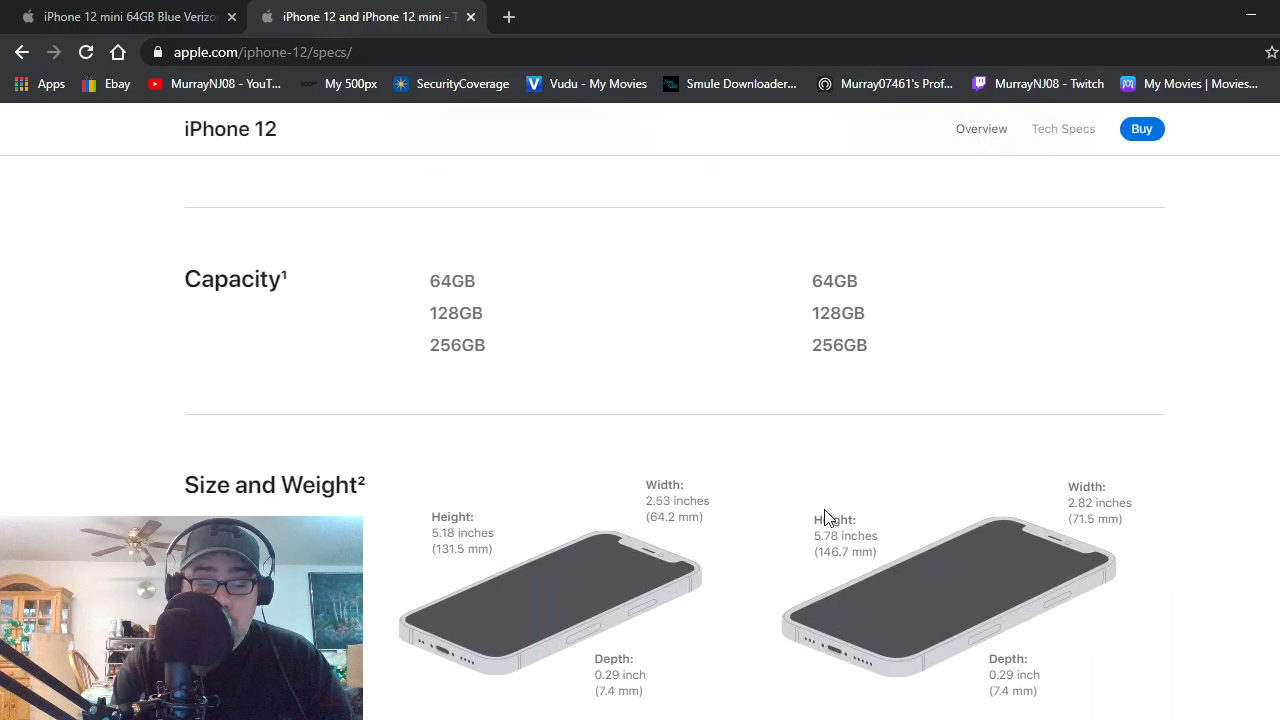 iPhone 12 mini 64GB Blue Verizo
iPhone 12 and iPhone 12 mini - T
apple.com/iphone-12/specs/
Apps
Ebay
MurrayNJ08 - YouT...
My 500px
SecurityCoverage
V
Vudu - My Movies
Smule Downloader...
Murray07461's Prof...
MurrayNJ08 - Twitch
My Movies | Movies...
iPhone 12
Overview
Tech Specs
Buy
Capacity¹
64GB
128GB
256GB
64GB
128GB
256GB
Size and Weight²
Height:
5.18 inches
(131.5 mm)
Width:
2.53 inches
(64.2 mm)
Depth:
0.29 inch
(7.4 mm)
Height:
5.78 inches
(146.7 mm)
Width:
2.82 inches
(71.5 mm)
Depth:
0.29 inch
(7.4 mm)